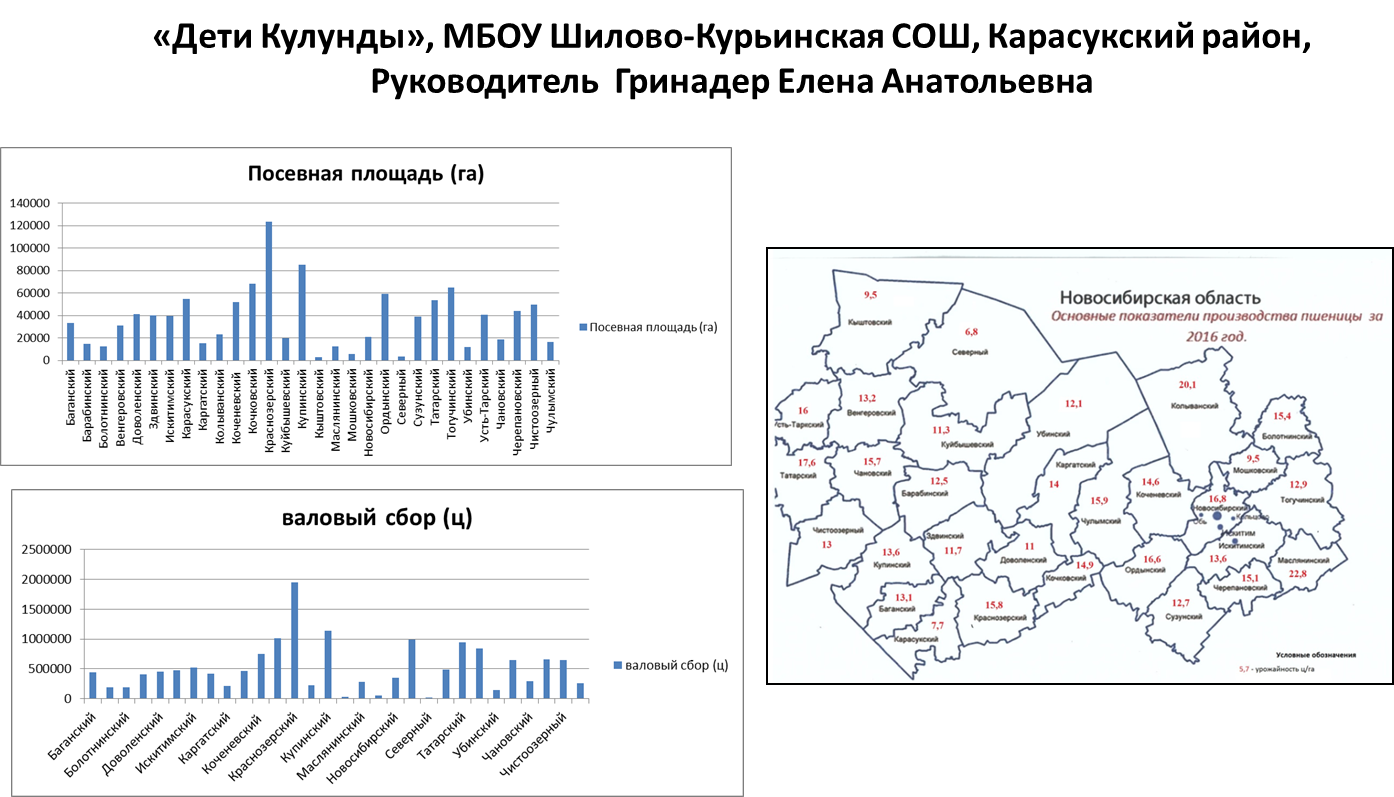 «Дети Кулунды», МБОУ Шилово-Курьинская СОШ, Карасукский район,
Руководитель Гринадер Елена Анатольевна
Посевная площадь (га)
140000
120000
100000
80000
60000
40000
20000
0
Баганский
Барабинский
Болотнинский
Венгеровский
Доволенский
Здвинский
Искитимский
Карасукский
Каргатский
Колыванский
Коченевский
Кочковский
Краснозерский
Куйбышевский
Купинский
Кыштовский
Маслянинский
Мошковский
Новосибирский
Ордынский
Северный
Сузунский
Татарский
Тогучинский
Убинский
Усть-Тарский
Чановский
Черепановский
Чистоозерный
Чулымский
Посевная площадь (га)
валовый сбор (ц)
2500000
2000000
1500000
1000000
500000
0
Баганский
Болотнинский
Доволенский
Искитимский
Каргатский
Коченевский
Краснозерский
Купинский
Маслянинский
Новосибирский
Северный
Татарский
Убинский
Чановский
Чистоозерный
валовый сбор (ц)
Новосибирская область
Основные показатели производства пшеницы за
2016 год.
9,5
Кыштовский
6,8
Северный
20,1
Колыванский
16
сть-Таркский
13,2
Венгеровский
11,3
Куйбышевский
12,1
Убинский
15,4
Болотнинский
17,6
Татарский
15,7
Чановский
12,5
Барабинский
Каргатский
14
15,9
Чулымский
14,6
Коченевский
9,5
Мошковский
12,9
Тогучинский
16,8
Новосибирский
Обь
Кольцово
Искитим
Искитимский
13,6
Чистоозерный
13
13,6
Купинский
Здвинский
11,7
11
Доволенский
14,9
Кочковский
16,6
Ордынский
Маслянинский
22,8
15,1
Черепановский
13,1
Баганский
7,7
Карасукский
15,8
Краснозерский
12,7
Сузунский
Условные обозначения
5,7 - урожайность ц/га